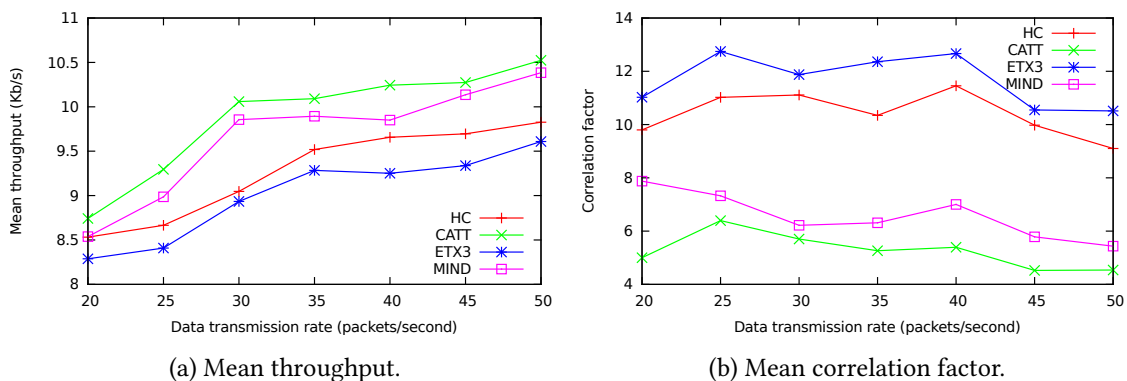 11
10.5
10
9.5
9
8.5
8
Mean throughput (Kb/s)
HC
CATT
ETX3
MIND
20 25 30 35 40 45 50
Data transmission rate (packets/second)
(a) Mean throughput.
14
12
10
8
6
4
Correlation factor
HC
CATT
ETX3
MIND
20 25 30 35 40 45 50
Data transmission rate (packets/second)
(b) Mean correlation factor.